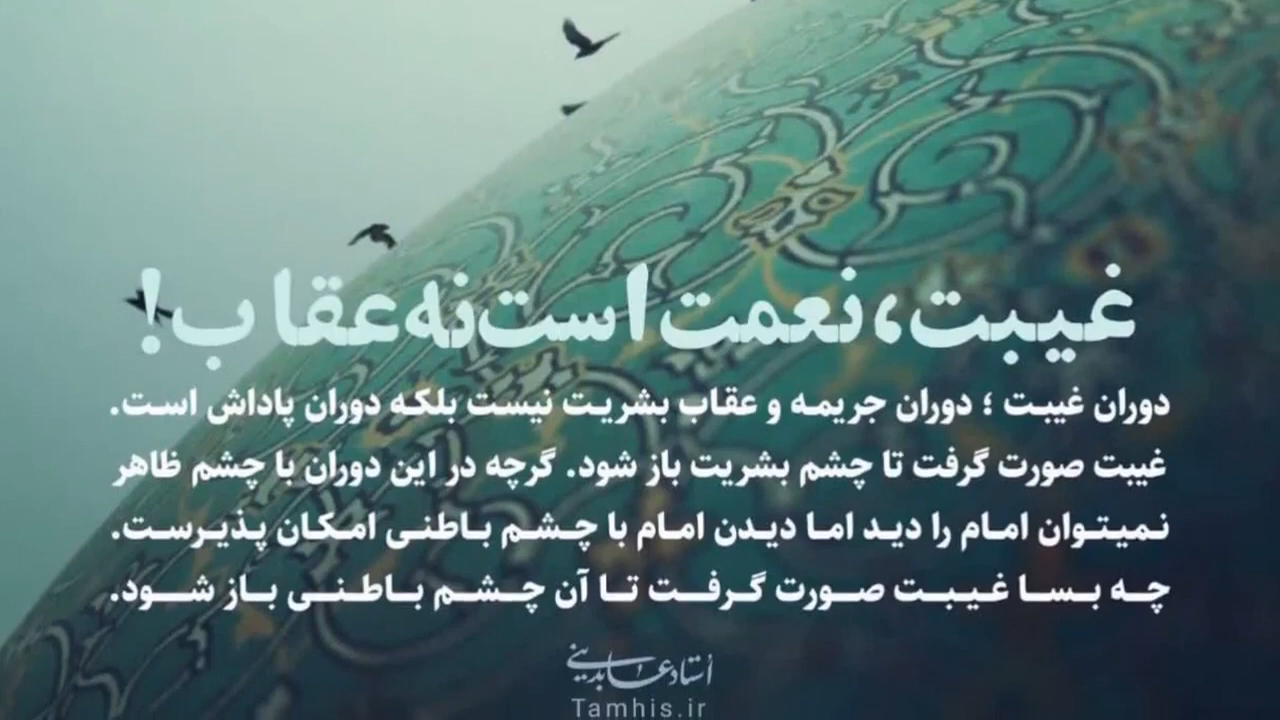 غیبت، نعمت است نه عقاب!
دوران غیبت ؛ دوران جریمه و عقاب بشریت نیست بلکه دوران پاداش است.
غیبت صورت گرفت تا چشم بشریت باز شود. گرچه در این دوران با چشم ظاهر
نمیتوان امام را دید اما دیدن امام با چشم باطنی امکان پذیرست.
چه بسا غیبت صورت گرفت تا آن چشم باطنی باز شود.
استاد عابدینی
Tamhis.ir